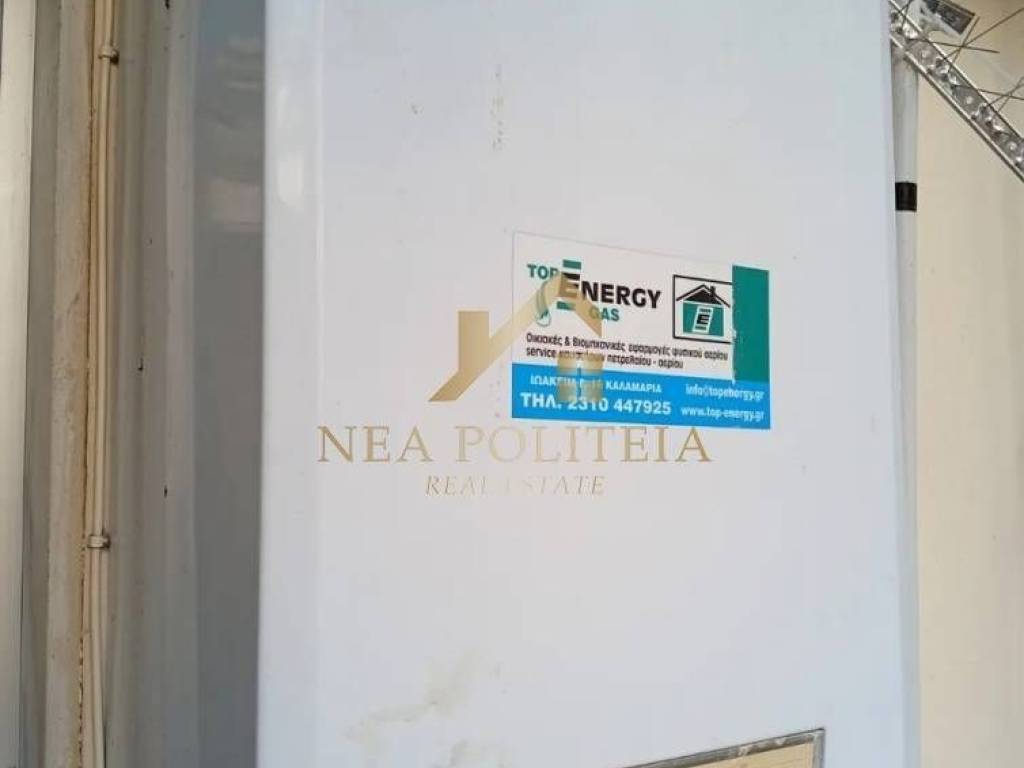 TOP ENERGY
GAS
Οικιακές & Βιομηχανικές εφαρμογές φυσικού αερίου
service καυστήρων πετρελαίου - αερίου
ΚΑΛΑΜΑΡΙΑ
info@topenergy.gr
ΤΗΛ. 2310 447925
www.top-energy.gr
NEA POLITEIA
REAL ESTATE